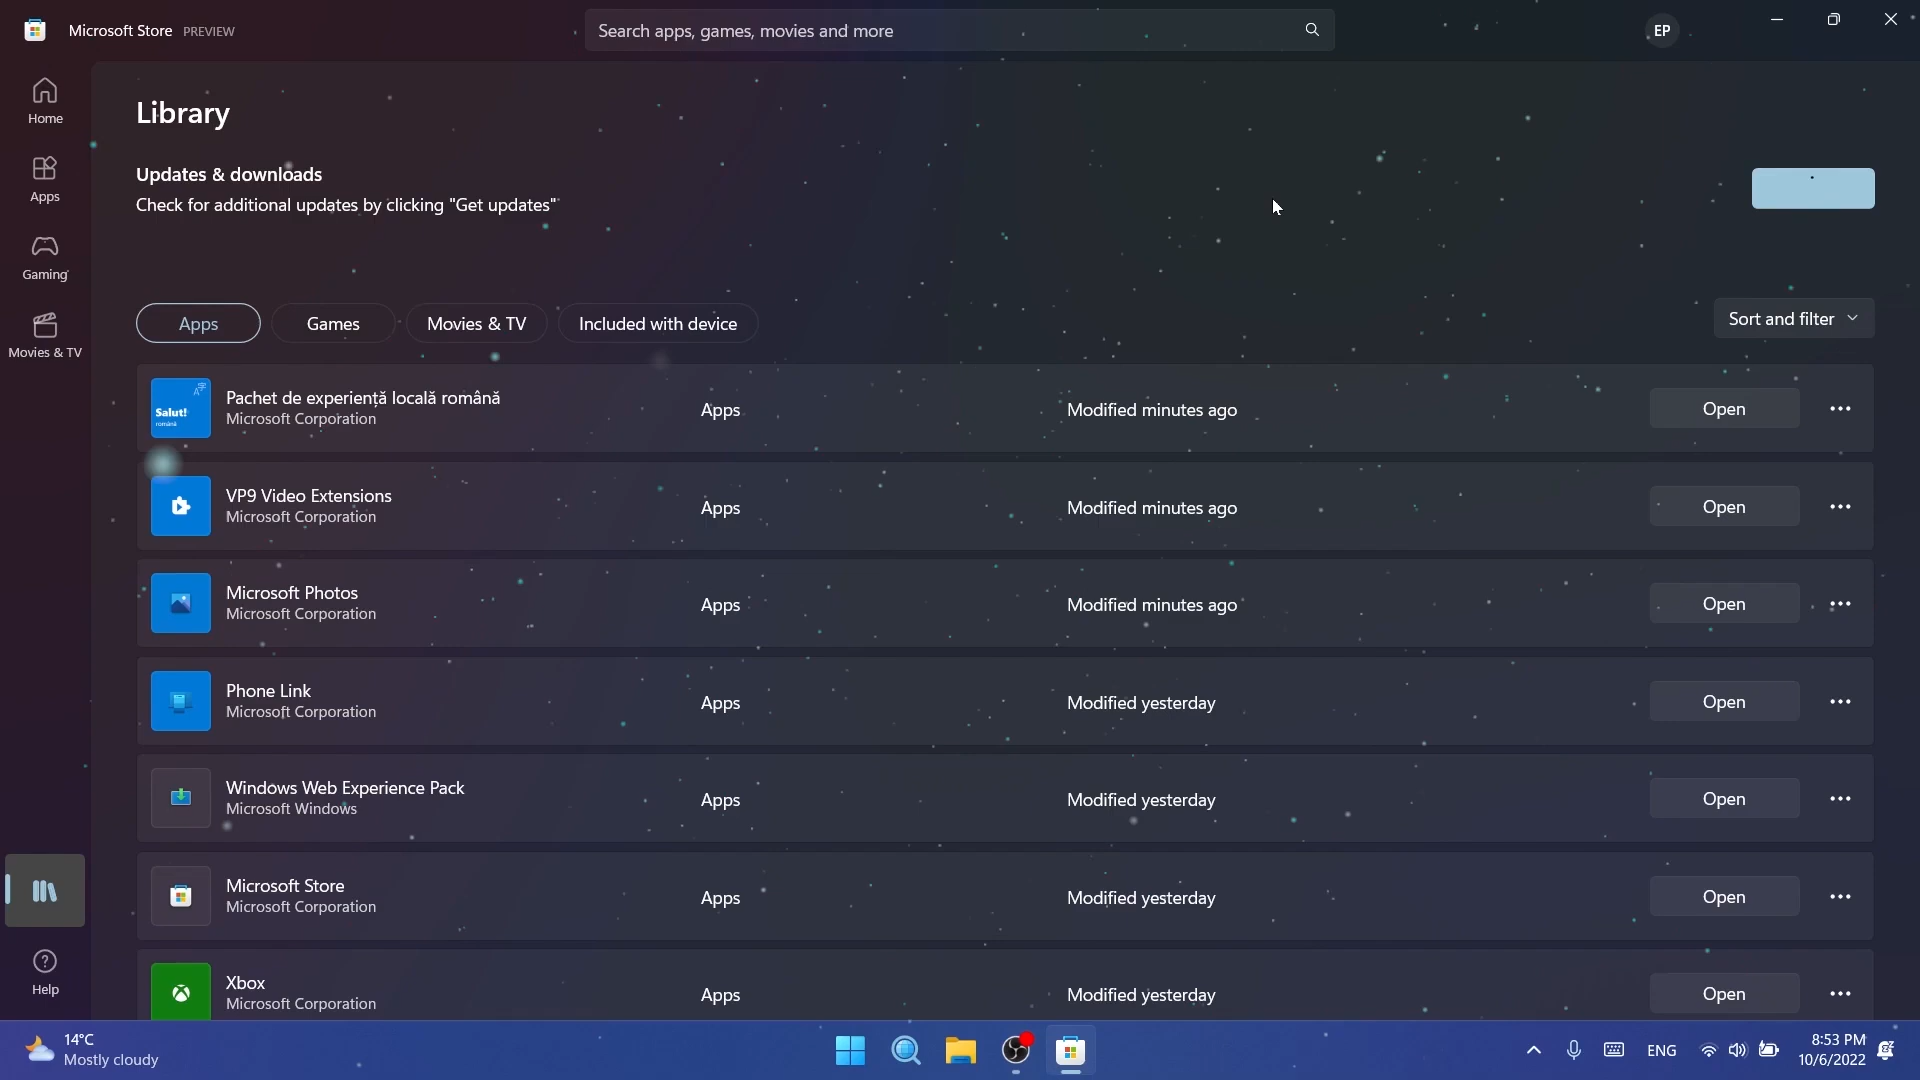 Microsoft Store PREVIEW
Search apps, games, movies and more
EP
Home
Apps
Gaming
Movies & TV
Help
Library
Updates & downloads
Check for additional updates by clicking "Get updates"
Apps
Games
Movies & TV
Included with device
Sort and filter
Salut!
română
Pachet de experiență locală română
Microsoft Corporation
Apps
Modified minutes ago
Open
VP9 Video Extensions
Microsoft Corporation
Apps
Modified minutes ago
Open
Microsoft Photos
Microsoft Corporation
Apps
Modified minutes ago
Open
Phone Link
Microsoft Corporation
Apps
Modified yesterday
Open
Windows Web Experience Pack
Microsoft Windows
Apps
Modified yesterday
Open
Microsoft Store
Microsoft Corporation
Apps
Modified yesterday
Open
Xbox
Microsoft Corporation
Apps
Modified yesterday
Open
14°C
Mostly cloudy
ENG
8:53 PM
10/6/2022